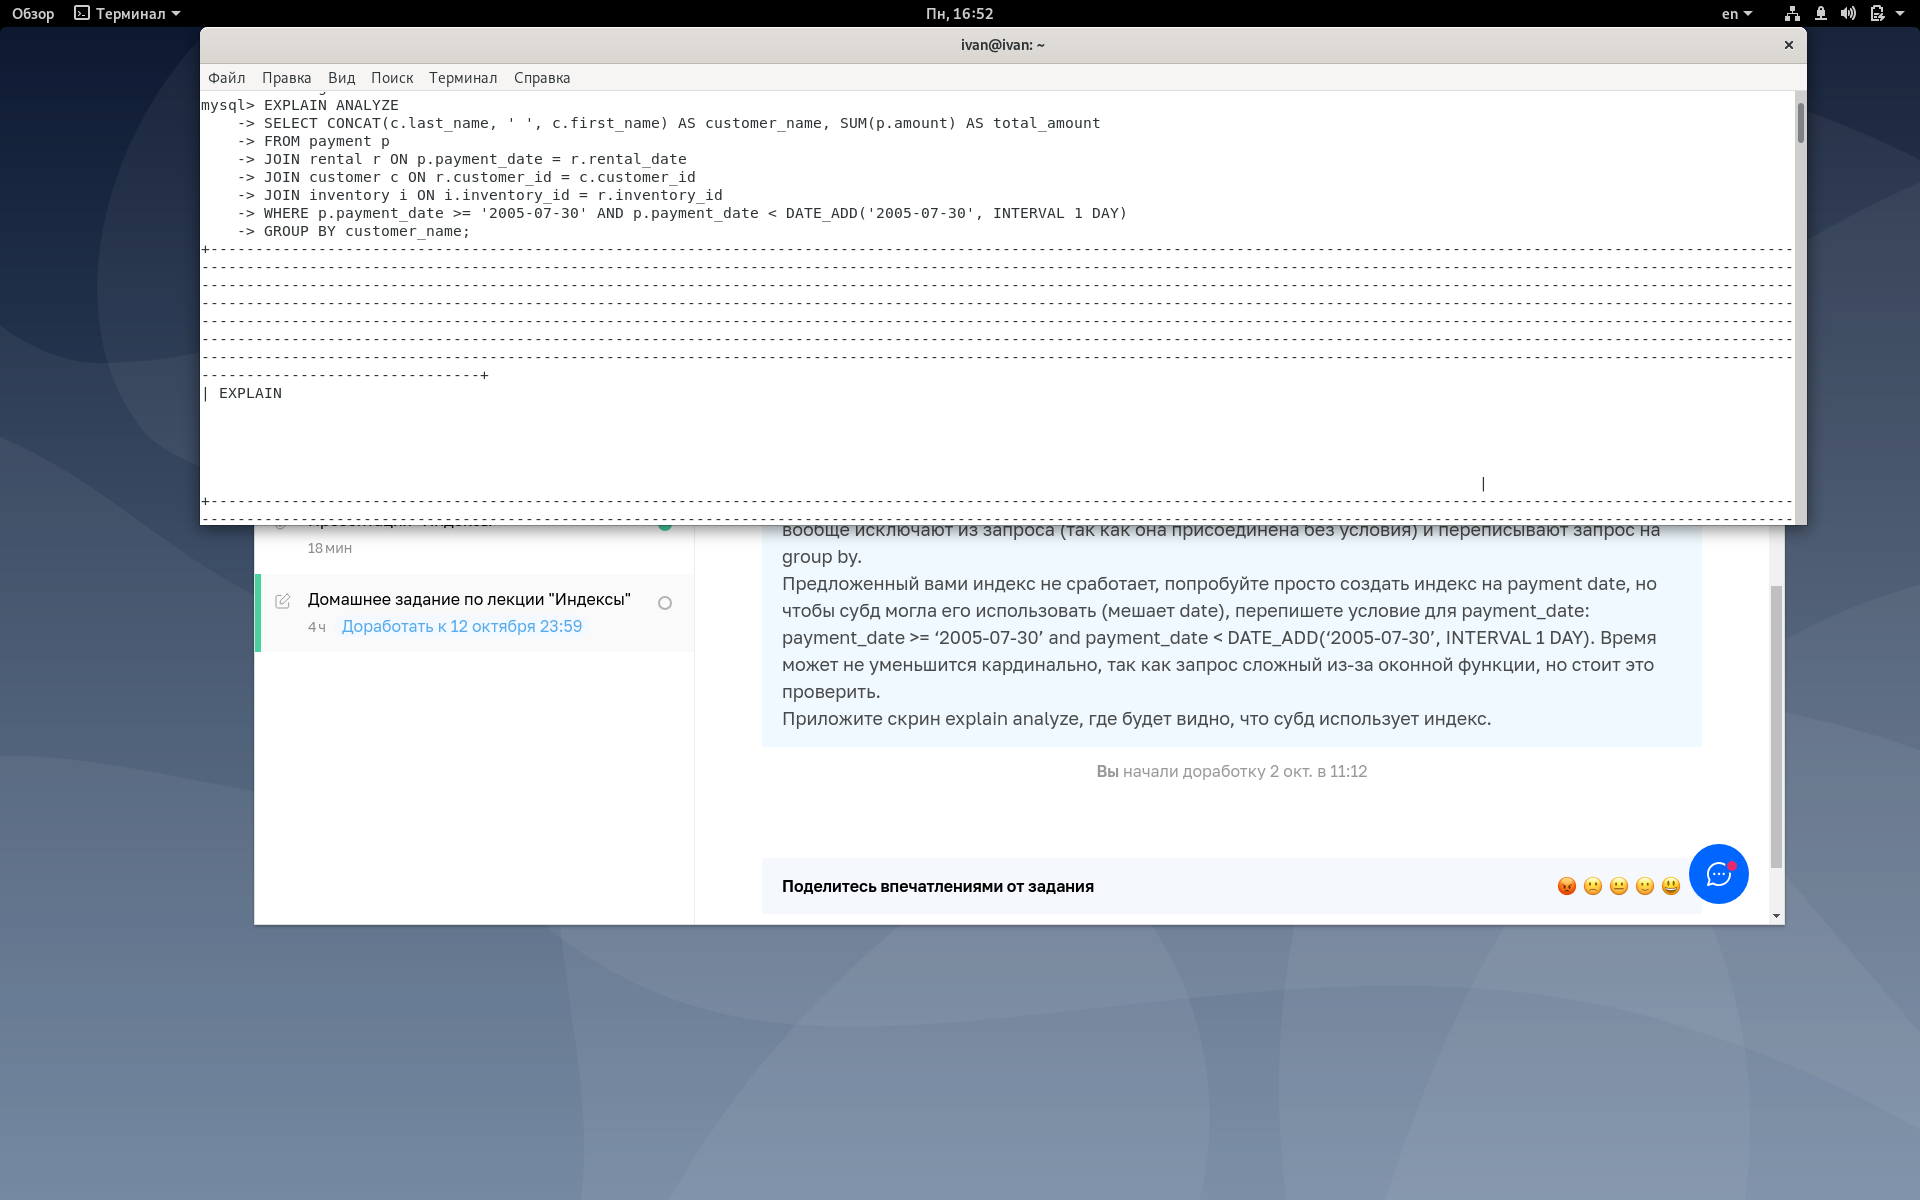 Обзор
Терминал
Пн, 16:52
en
ivan@ivan: ~
Файл Правка Вид Поиск Терминал Справка
mysql> EXPLAIN ANALYZE
-> SELECT CONCAT(c.last_name, ' ', c.first_name) AS customer_name, SUM(p.amount) AS total_amount
-> FROM payment p
-> JOIN rental r ON p.payment_date = r.rental_date
-> JOIN customer c ON r.customer_id = c.customer_id
-> JOIN inventory i ON i.inventory_id = r.inventory_id
-> WHERE p.payment_date >= '2005-07-30' AND p.payment_date < DATE_ADD('2005-07-30', INTERVAL 1 DAY)
-> GROUP BY customer_name;
| EXPLAIN
|
18 мин
Домашнее задание по лекции "Индексы"
4 ч Доработать к 12 октября 23:59
вообще исключают из запроса (так как она присоединена без условия) и переписывают запрос на
group by.
Предложенный вами индекс не сработает, попробуйте просто создать индекс на payment date, но
чтобы субд могла его использовать (мешает date), перепишете условие для payment_date:
payment_date >= ‘2005-07-30’ and payment_date < DATE_ADD(‘2005-07-30’, INTERVAL 1 DAY). Время
может не уменьшится кардинально, так как запрос сложный из-за оконной функции, но стоит это
проверить.
Приложите скрин explain analyze, где будет видно, что субд использует индекс.
Вы начали доработку 2 окт. в 11:12
Поделитесь впечатлениями от задания